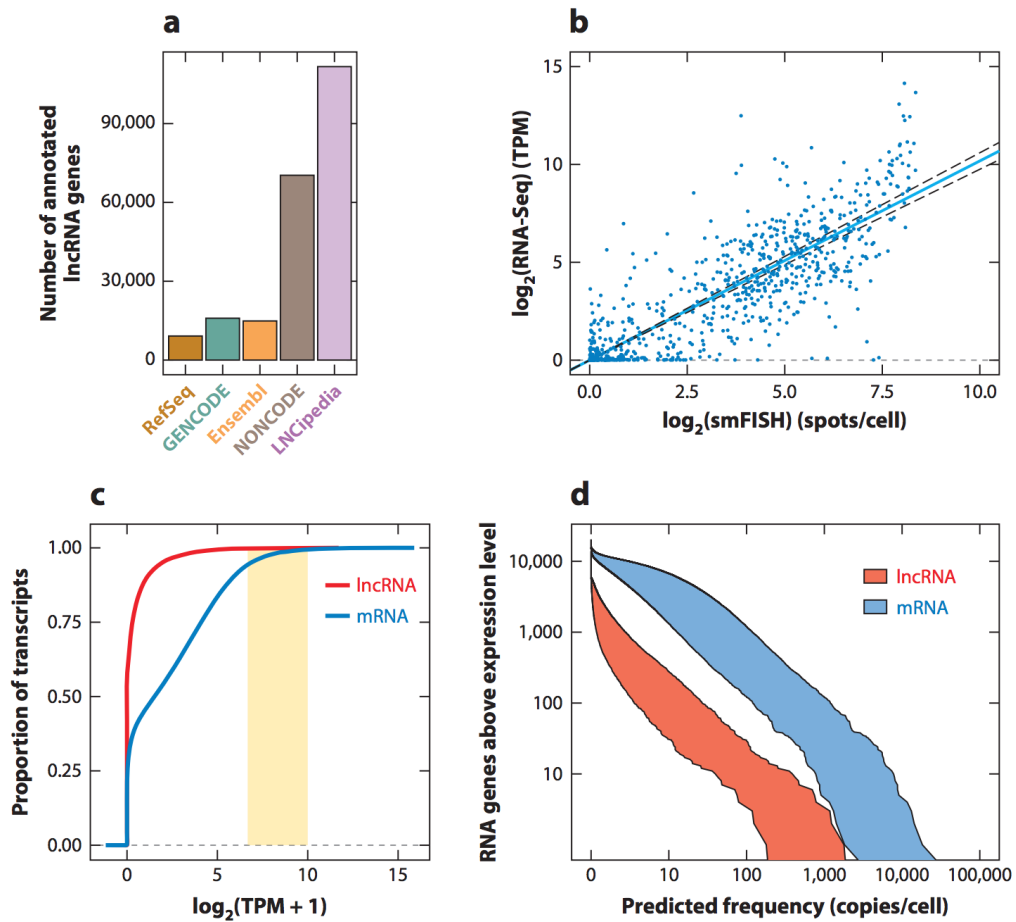 a
Number of annotated
lncRNA genes
90,000
60,000
30,000
0
RefSeq
GENCODE
Ensembl
NONCODE
LNCipedia
b
log2(RNA-Seq) (TPM)
15
10
5
0
0.0 2.5 5.0 7.5 10.0
log2(smFISH) (spots/cell)
c
Proportion of transcripts
1.00
0.75
0.50
0.25
0.00
lncRNA
mRNA
0 5 10 15
log2(TPM + 1)
d
RNA genes above expression level
10,000
1,000
100
10
lncRNA
mRNA
0 10 100 1,000 10,000 100,000
Predicted frequency (copies/cell)